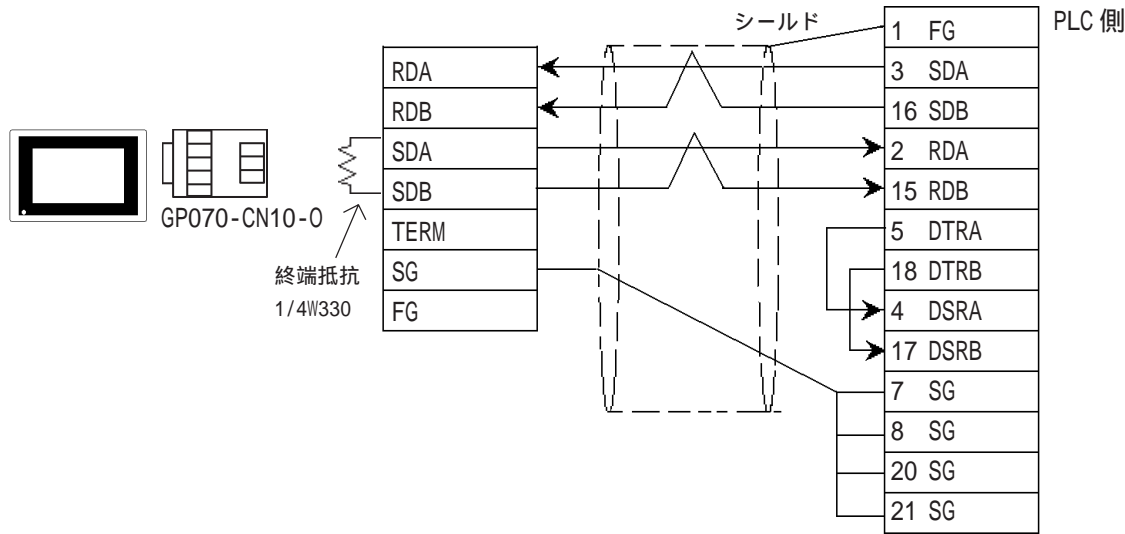 シールド
PLC 側
1 FG
3 SDA
16 SDB
2 RDA
15 RDB
5 DTRA
18 DTRB
4 DSRA
17 DSRB
7 SG
8 SG
20 SG
21 SG
RDA
RDB
SDA
SDB
TERM
SG
FG
GP070-CN10-O
終端抵抗
1/4W330